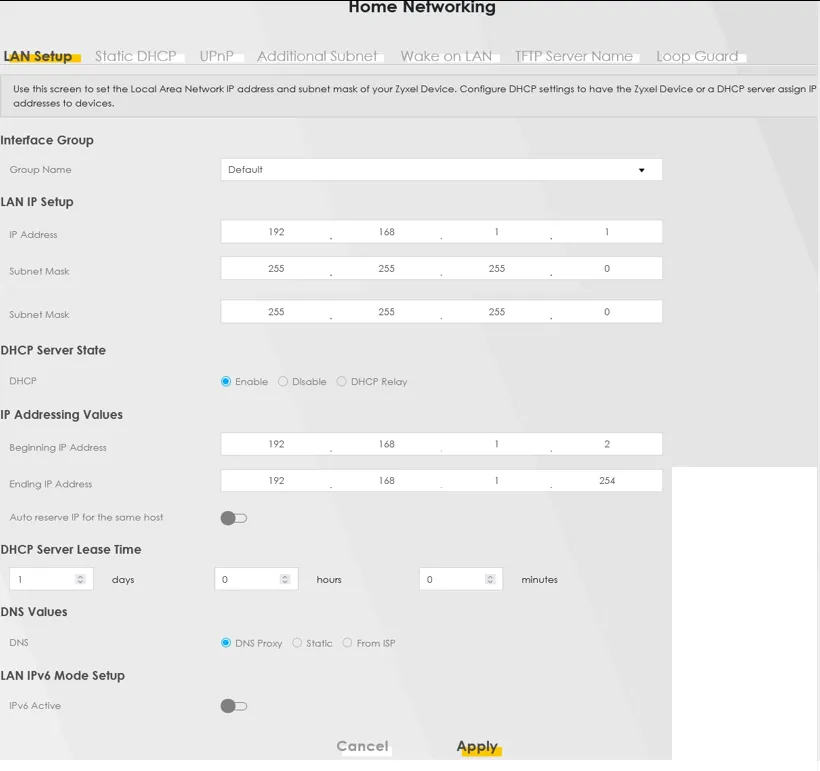 Home Networking
LAN Setup Static DHCP UPnP Additional Subnet Wake on LAN TFTP Server Name Loop Guard
Use this screen to set the Local Area Network IP address and subnet mask of your Zyxel Device. Configure DHCP settings to have the Zyxel Device or a DHCP server assign IP
addresses to devices.
Interface Group
Group Name Default
LAN IP Setup
IP Address 192 . 168 . 1 . 1
Subnet Mask 255 . 255 . 255 . 0
Subnet Mask 255 . 255 . 255 . 0
DHCP Server State
DHCP Enable Disable DHCP Relay
IP Addressing Values
Beginning IP Address 192 . 168 . 1 . 2
Ending IP Address 192 . 168 . 1 . 254
Auto reserve IP for the same host
DHCP Server Lease Time
1 days 0 hours 0 minutes
DNS Values
DNS DNS Proxy Static From ISP
LAN IPv6 Mode Setup
IPv6 Active
Cancel Apply